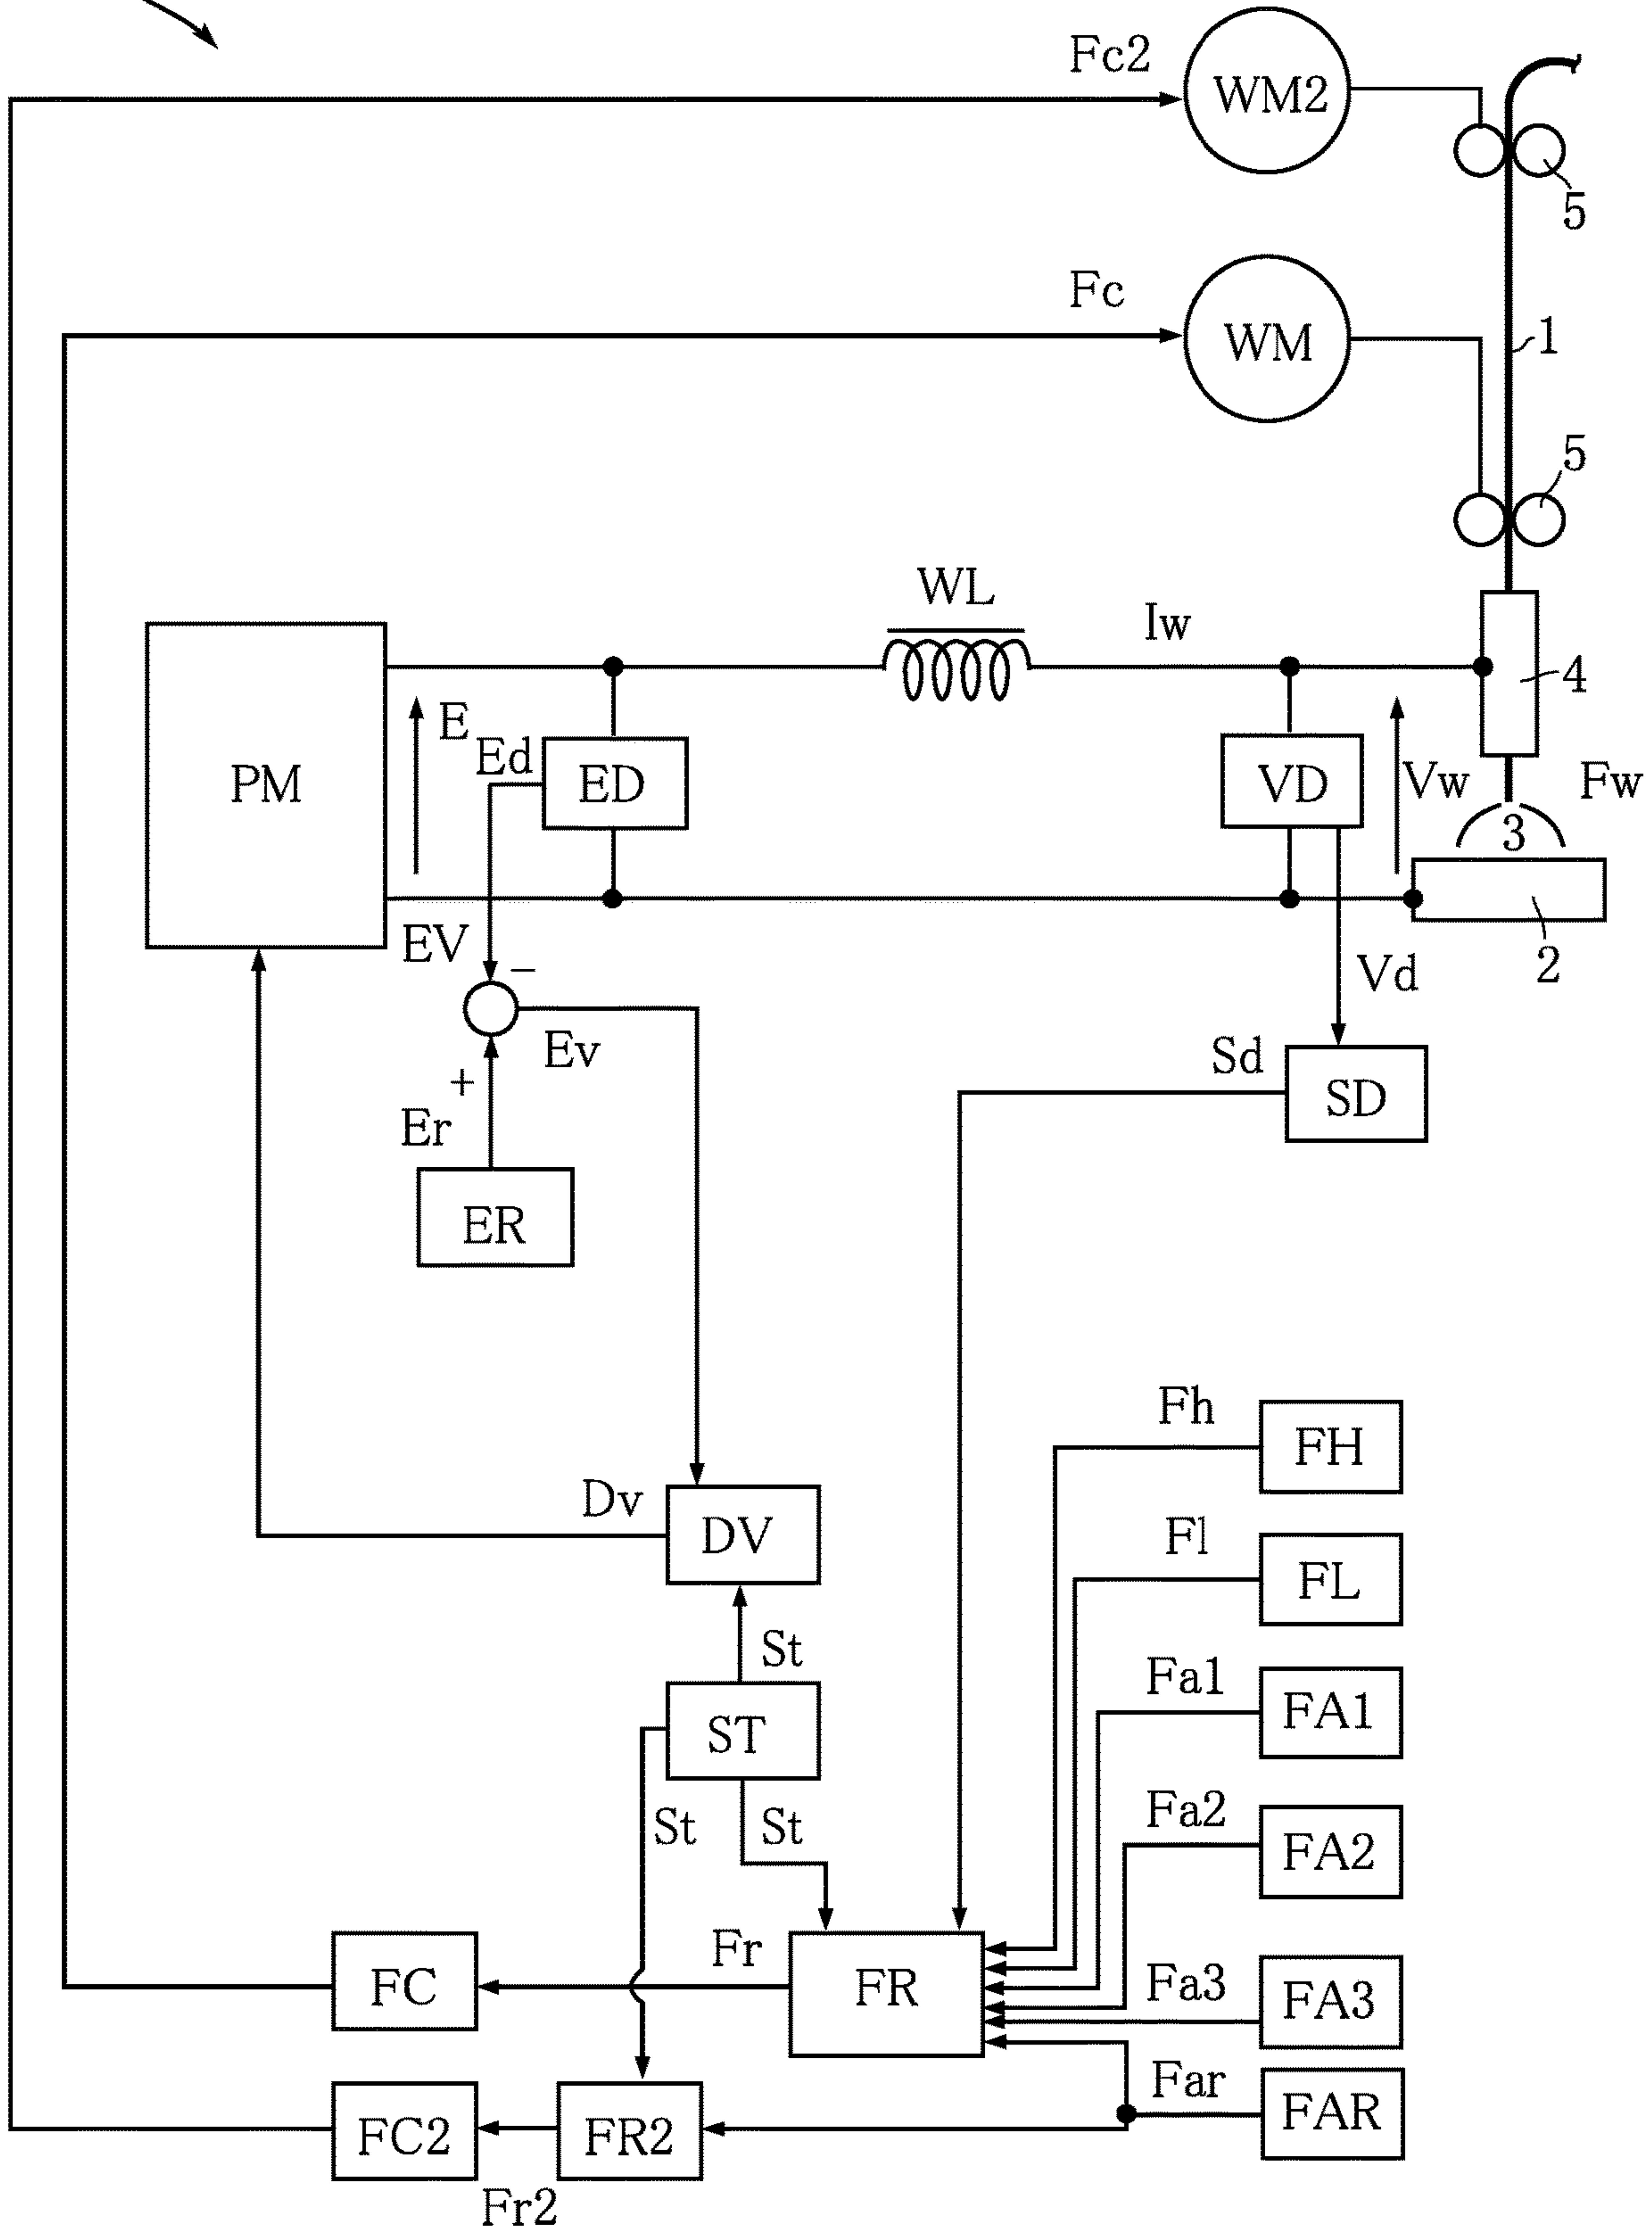 Fc2
WM2
5
Fc
WM
1
5
WL
Iw
4
E
Ed
PM
ED
VD
Vw
Fw
3
EV
−
2
Vd
Ev
Sd
+
SD
Er
ER
Fh
FH
Dv
DV
Fl
FL
St
Fa1
FA1
ST
St
St
Fa2
FA2
Fr
FC
FR
Fa3
FA3
Far
FAR
FC2
FR2
Fr2